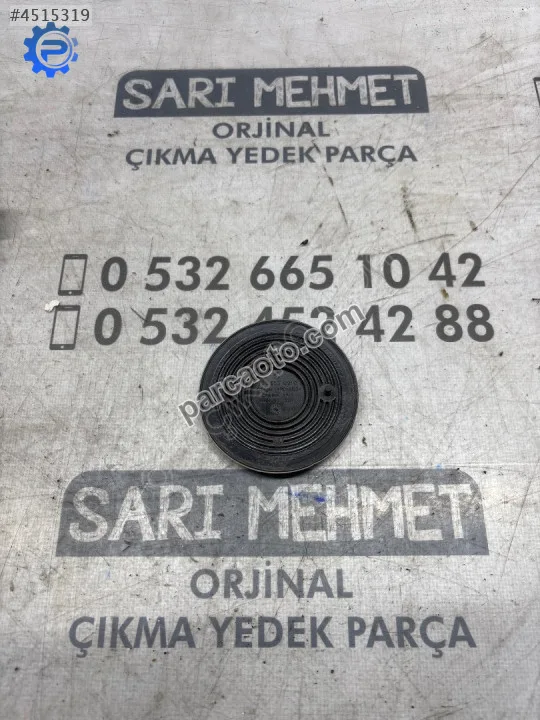 #4515319
SARI MEHMET
ORJİNAL
ÇIKMA YEDEK PARÇA
0 532 665 10 42
0 532 452 42 88
parcaoto.com
SARI MEHMET
ORJİNAL
ÇIKMA YEDEK PARÇA